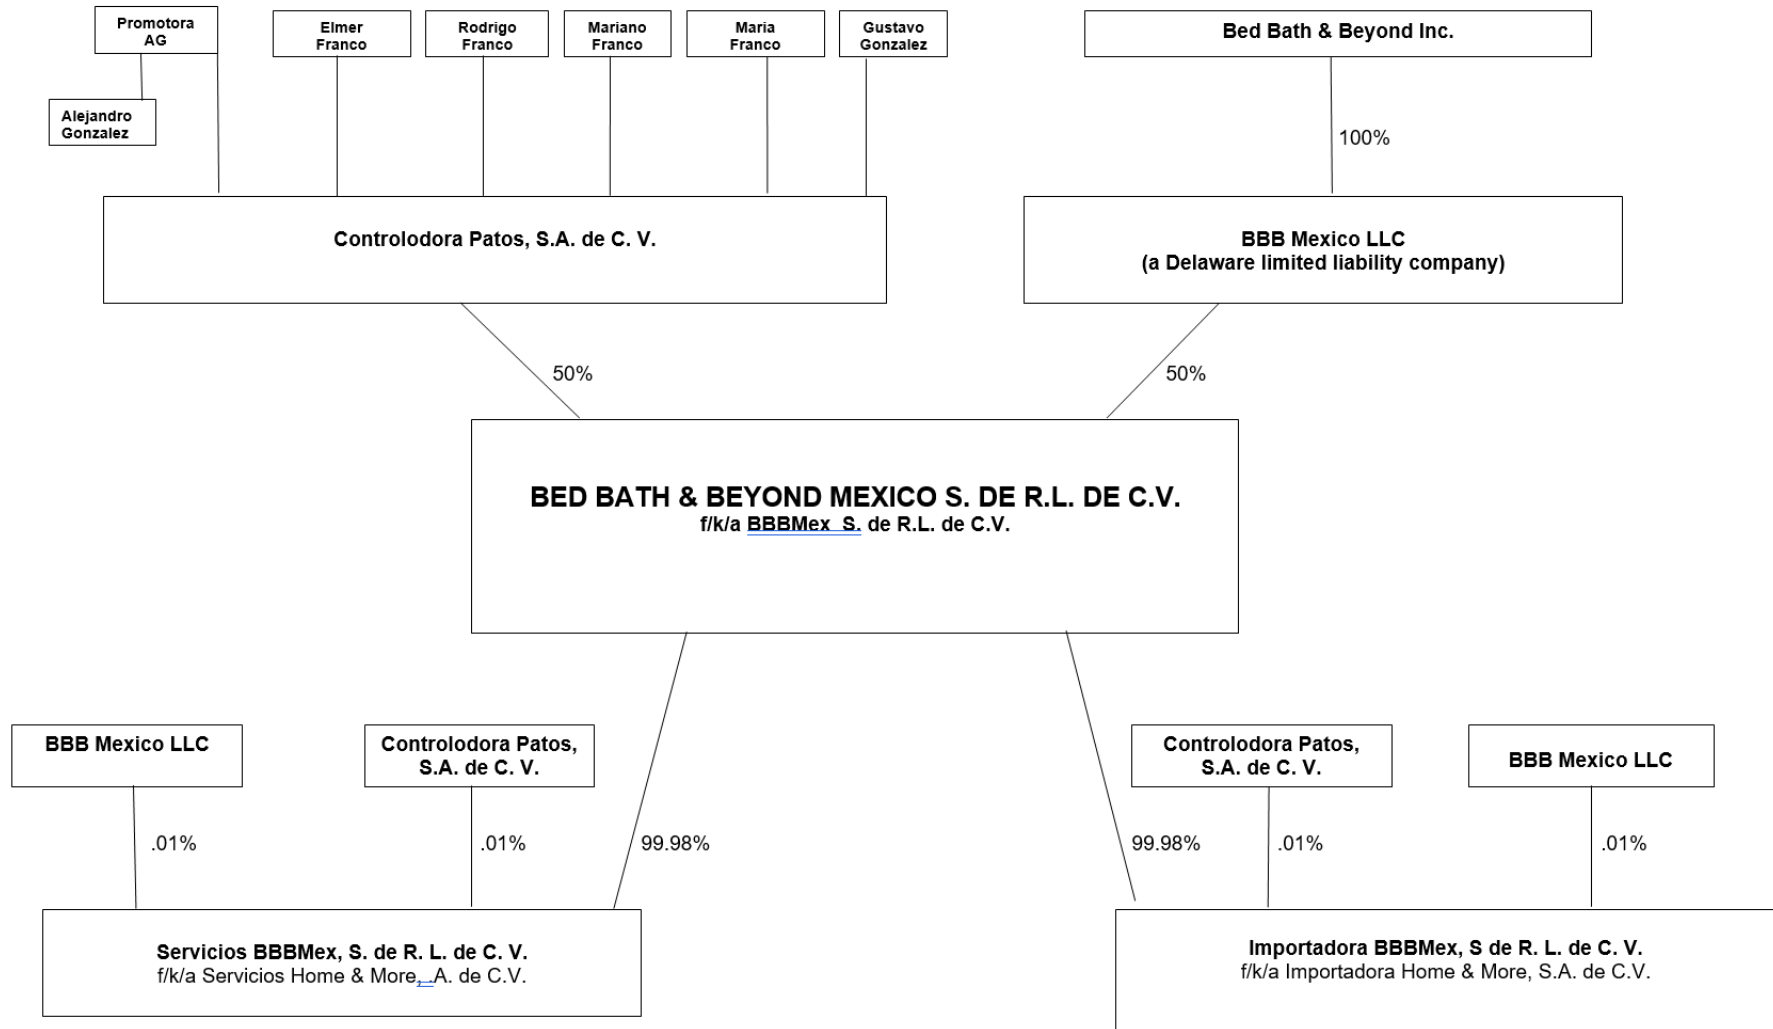 Promotora
AG
Elmer
Franco
Rodrigo
Franco
Mariano
Franco
Maria
Franco
Gustavo
Gonzalez
Bed Bath & Beyond Inc.
Alejandro
Gonzalez
100%
Controlodora Patos, S.A. de C. V.
BBB Mexico LLC
(a Delaware limited liability company)
50%
50%
BED BATH & BEYOND MEXICO S. DE R.L. DE C.V.
f/k/a BBBMex S. de R.L. de C.V.
BBB Mexico LLC
Controlodora Patos,
S.A. de C. V.
Controlodora Patos,
S.A. de C. V.
BBB Mexico LLC
.01%
.01%
99.98%
99.98%
.01%
.01%
Servicios BBBMex, S. de R. L. de C. V.
f/k/a Servicios Home & More, .A. de C.V.
Importadora BBBMex, S de R. L. de C. V.
f/k/a Importadora Home & More, S.A. de C.V.